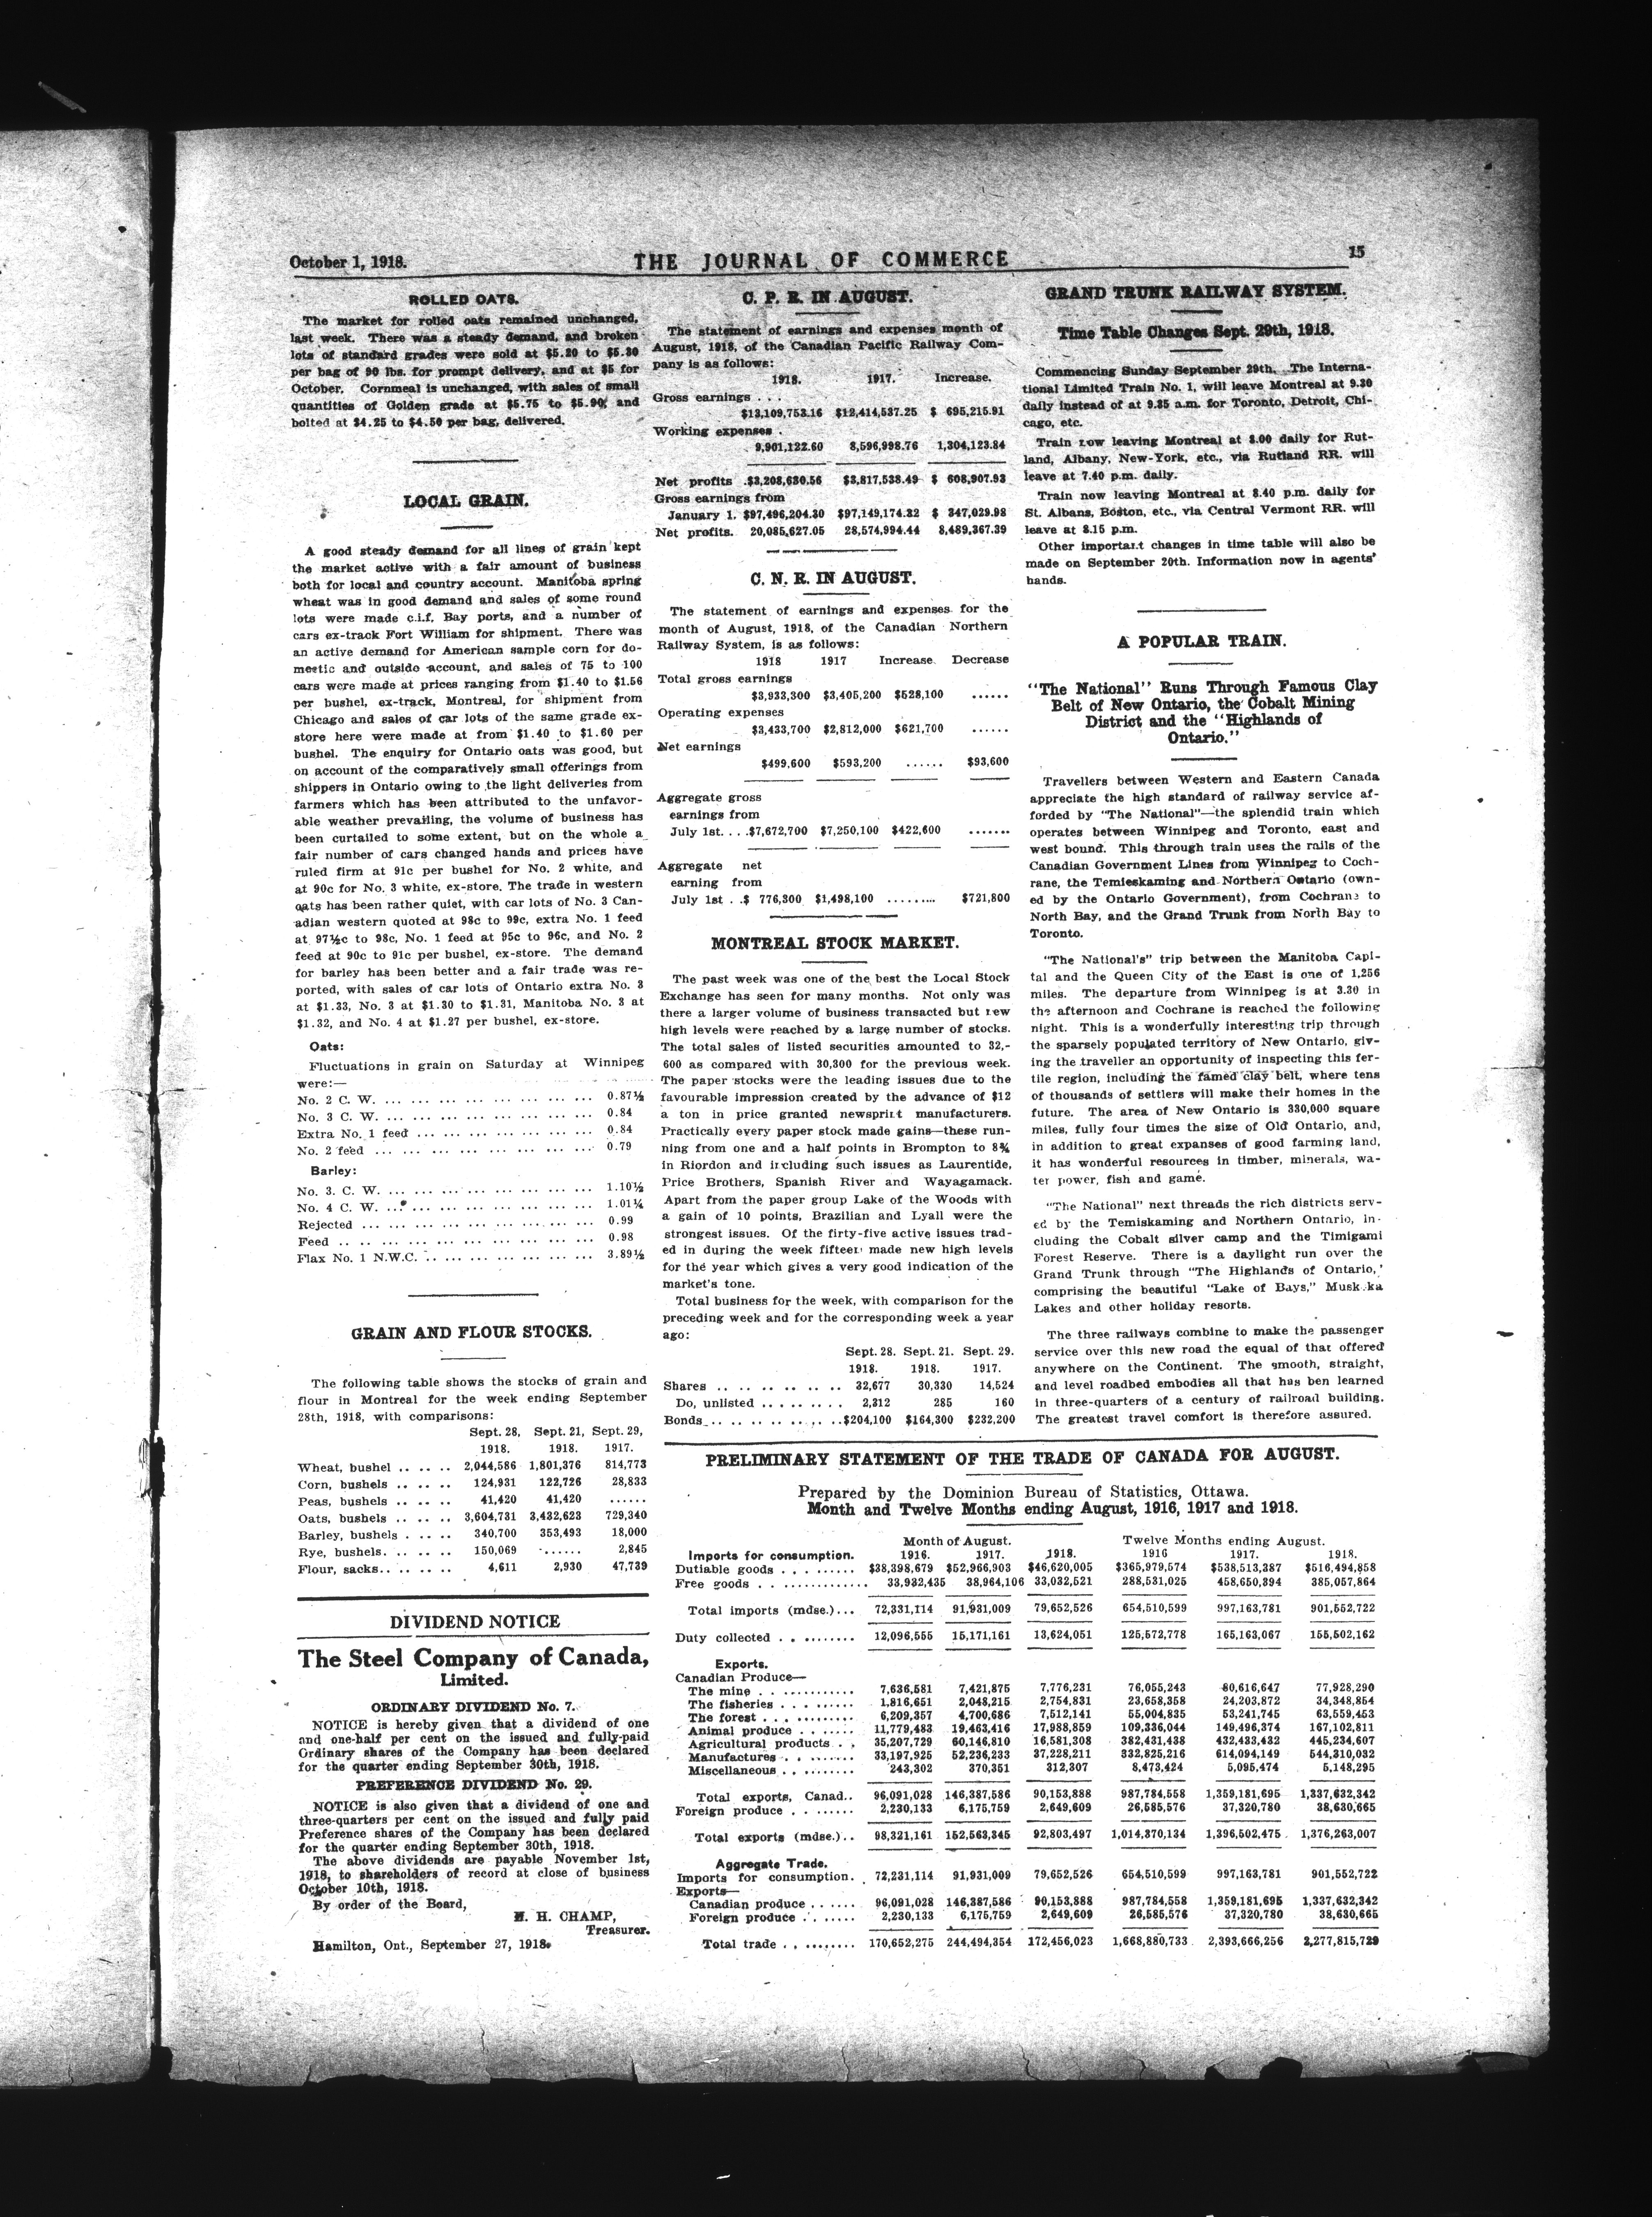 October 1, 1918.
THE JOURNAL OF COMMERCE
15
ROLLED OATS.
The market for rolled oats remained unchanged,
last week. There was a steady demand, and broken
lots of standard grades were sold at $5.20 to $5.30
per bag of 90 lbs. for prompt delivery, and at $5 for
October. Cornmeal is unchanged, with sales of small
quantities of Golden grade at $5.75 to $5.90, and
bolted at $4.25 to $4.50 per bag, delivered.
LOCAL GRAIN.
A good steady demand for all lines of grain kept
the market active with a fair amount of business
both for local and country account. Manitoba spring
wheat was in good demand and sales of some round
lots were made c.i.f. Bay ports, and a number of
cars ex-track Fort William for shipment. There was
an active demand for American sample corn for do-
mestic and outside account, and sales of 75 to 100
cars were made at prices ranging from $1.40 to $1.56
per bushel, ex-track, Montreal, for shipment from
Chicago and sales of car lots of the same grade ex-
store here were made at from $1.40 to $1.60 per
bushel. The enquiry for Ontario oats was good, but
on account of the comparatively small offerings from
shippers in Ontario owing to the light deliveries from
farmers which has been attributed to the unfavor-
able weather prevailing, the volume of business has
been curtailed to some extent, but on the whole a
fair number of cars changed hands and prices have
ruled firm at 91c per bushel for No. 2 white, and
at 90c for No. 3 white, ex-store. The trade in western
oats has been rather quiet, with car lots of No. 3 Can-
adian western quoted at 98c to 99c, extra No. 1 feed
at 97½c to 98c, No. 1 feed at 95c to 96c, and No. 2
feed at 90c to 91c per bushel, ex-store. The demand
for barley has been better and a fair trade was re-
ported, with sales of car lots of Ontario extra No. 3
at $1.33, No. 3 at $1.30 to $1.31, Manitoba No. 3 at
$1.32, and No. 4 at $1.27 per bushel, ex-store.
Oats:
Fluctuations in grain on Saturday at Winnipeg
were:—
No. 2 C. W. ... ... ... ... ... ... ... ... 0.87½
No. 3 C. W. ... ... ... ... ... ... ... ... 0.84
Extra No. 1 feed ... ... ... ... ... ... ... 0.84
No. 2 feed ... ... ... ... ... ... ... ... 0.79
Barley:
No. 3. C. W. ... ... ... ... ... ... ... ... 1.10½
No. 4 C. W. ... ... ... ... ... ... ... ... 1.01¼
Rejected ... ... ... ... ... ... ... ... ... 0.99
Feed .. .. ... ... ... ... ... ... ... ... 0.98
Flax No. 1 N.W.C. .. ... ... ... ... ... ... 3.89½
GRAIN AND FLOUR STOCKS.
The following table shows the stocks of grain and
flour in Montreal for the week ending September
28th, 1918, with comparisons:
Sept. 28, Sept. 21, Sept. 29,
1918. 1918. 1917.
Wheat, bushel .. .. .. 2,044,586 1,801,376 814,773
Corn, bushels .. .. .. 124,931 122,726 28,833
Peas, bushels .. .. .. 41,420 41,420 ......
Oats, bushels .. .. .. 3,604,731 3,432,623 729,340
Barley, bushels . .. .. 340,700 353,493 18,000
Rye, bushels. .. .. .. 150,069 ...... 2,845
Flour, sacks.. .. .. .. 4,611 2,930 47,739
DIVIDEND NOTICE
The Steel Company of Canada,
Limited.
ORDINARY DIVIDEND No. 7.
NOTICE is hereby given that a dividend of one
and one-half per cent on the issued and fully-paid
Ordinary shares of the Company has been declared
for the quarter ending September 30th, 1918.
PREFERENCE DIVIDEND No. 29.
NOTICE is also given that a dividend of one and
three-quarters per cent on the issued and fully paid
Preference shares of the Company has been declared
for the quarter ending September 30th, 1918.
The above dividends are payable November 1st,
1918, to shareholders of record at close of business
October 10th, 1918.
By order of the Board,
H. H. CHAMP,
Treasurer.
Hamilton, Ont., September 27, 1918.
C. P. R. IN AUGUST.
The statement of earnings and expenses month of
August, 1918, of the Canadian Pacific Railway Com-
pany is as follows:
1918. 1917. Increase.
Gross earnings . . .
$13,109,753.16 $12,414,537.25 $ 695,215.91
Working expenses .
9,901,122.60 8,596,998.76 1,304,123.84
Net profits .$3,208,630.56 $3,817,538.49 $ 608,907.93
Gross earnings from
January 1. $97,496,204.30 $97,149,174.32 $ 347,029.98
Net profits. 20,085,627.05 28,574,994.44 8,489,367.39
C. N. R. IN AUGUST.
The statement of earnings and expenses for the
month of August, 1918, of the Canadian Northern
Railway System, is as follows:
1918 1917 Increase. Decrease
Total gross earnings
$3,933,300 $3,405,200 $528,100 ......
Operating expenses
$3,433,700 $2,812,000 $621,700 ......
Net earnings
$499,600 $593,200 ...... $93,600
Aggregate gross
earnings from
July 1st. . . .$7,672,700 $7,250,100 $422,600 .......
Aggregate net
earning from
July 1st . .$ 776,300 $1,498,100 ......... $721,800
MONTREAL STOCK MARKET.
The past week was one of the best the Local Stock
Exchange has seen for many months. Not only was
there a larger volume of business transacted but new
high levels were reached by a large number of stocks.
The total sales of listed securities amounted to 32,-
600 as compared with 30,300 for the previous week.
The paper stocks were the leading issues due to the
favourable impression created by the advance of $12
a ton in price granted newsprint manufacturers.
Practically every paper stock made gains—these run-
ning from one and a half points in Brompton to 8¾
in Riordon and including such issues as Laurentide,
Price Brothers, Spanish River and Wayagamack.
Apart from the paper group Lake of the Woods with
a gain of 10 points, Brazilian and Lyall were the
strongest issues. Of the forty-five active issues trad-
ed in during the week fifteen made new high levels
for the year which gives a very good indication of the
market's tone.
Total business for the week, with comparison for the
preceding week and for the corresponding week a year
ago:
Sept. 28. Sept. 21. Sept. 29.
1918. 1918. 1917.
Shares .. .. .. .. .. .. 32,677 30,330 14,524
Do, unlisted .. .. .. .. 2,312 285 160
Bonds .. .. .. .. .. .. ..$204,100 $164,300 $232,200
GRAND TRUNK RAILWAY SYSTEM.
Time Table Changes Sept. 29th, 1918.
Commencing Sunday September 29th. The Interna-
tional Limited Train No. 1, will leave Montreal at 9.30
daily instead of at 9.35 a.m. for Toronto, Detroit, Chi-
cago, etc.
Train now leaving Montreal at 8.00 daily for Rut-
land, Albany, New-York, etc., via Rutland RR. will
leave at 7.40 p.m. daily.
Train now leaving Montreal at 8.40 p.m. daily for
St. Albans, Boston, etc., via Central Vermont RR. will
leave at 8.15 p.m.
Other important changes in time table will also be
made on September 20th. Information now in agents'
hands.
A POPULAR TRAIN.
"The National" Runs Through Famous Clay
Belt of New Ontario, the Cobalt Mining
District and the "Highlands of
Ontario."
Travellers between Western and Eastern Canada
appreciate the high standard of railway service af-
forded by "The National"—the splendid train which
operates between Winnipeg and Toronto, east and
west bound. This through train uses the rails of the
Canadian Government Lines from Winnipeg to Coch-
rane, the Temieskaming and Northern Ontario (own-
ed by the Ontario Government), from Cochrane to
North Bay, and the Grand Trunk from North Bay to
Toronto.
"The National's" trip between the Manitoba Capi-
tal and the Queen City of the East is one of 1,256
miles. The departure from Winnipeg is at 3.30 in
the afternoon and Cochrane is reached the following
night. This is a wonderfully interesting trip through
the sparsely populated territory of New Ontario, giv-
ing the traveller an opportunity of inspecting this fer-
tile region, including the famed clay belt, where tens
of thousands of settlers will make their homes in the
future. The area of New Ontario is 330,000 square
miles, fully four times the size of Old Ontario, and,
in addition to great expanses of good farming land,
it has wonderful resources in timber, minerals, wa-
ter power, fish and game.
"The National" next threads the rich districts serv-
ed by the Temiskaming and Northern Ontario, in-
cluding the Cobalt silver camp and the Timigami
Forest Reserve. There is a daylight run over the
Grand Trunk through "The Highlands of Ontario,'
comprising the beautiful "Lake of Bays," Muskoka
Lakes and other holiday resorts.
The three railways combine to make the passenger
service over this new road the equal of that offered
anywhere on the Continent. The smooth, straight,
and level roadbed embodies all that has ben learned
in three-quarters of a century of railroad building.
The greatest travel comfort is therefore assured.
PRELIMINARY STATEMENT OF THE TRADE OF CANADA FOR AUGUST.
Prepared by the Dominion Bureau of Statistics, Ottawa.
Month and Twelve Months ending August, 1916, 1917 and 1918.
Month of August. Twelve Months ending August.
Imports for consumption. 1916. 1917. 1918. 1916 1917. 1918.
Dutiable goods . . ........ $38,398,679 $52,966,903 $46,620,005 $365,979,574 $538,513,387 $516,494,858
Free goods . . ............ 33,932,435 38,964,106 33,032,521 288,531,025 458,650,394 385,057,864
Total imports (mdse.)... 72,331,114 91,931,009 79,652,526 654,510,599 997,163,781 901,552,722
Duty collected . . ........ 12,096,555 15,171,161 13,624,051 125,572,778 165,163,067 155,502,162
Exports.
Canadian Produce—
The mine . . ........... 7,636,581 7,421,875 7,776,231 76,055,243 80,616,647 77,928,290
The fisheries . . ....... 1,816,651 2,048,215 2,754,831 23,658,358 24,203,872 34,348,854
The forest . . .......... 6,209,357 4,700,686 7,512,141 55,004,835 53,241,745 63,559,453
Animal produce . . ...... 11,779,483 19,463,416 17,988,859 109,336,044 149,496,374 167,102,811
Agricultural products . . 35,207,729 60,146,810 16,581,308 382,431,438 432,433,432 445,234,607
Manufactures . . ........ 33,197,925 52,236,233 37,228,211 332,825,216 614,094,149 544,310,032
Miscellaneous . . ........ 243,302 370,351 312,307 8,473,424 5,095,474 5,148,295
Total exports, Canad.. 96,091,028 146,387,586 90,153,888 987,784,558 1,359,181,695 1,337,632,342
Foreign produce . . ....... 2,230,133 6,175,759 2,649,609 26,585,576 37,320,780 38,630,665
Total exports (mdse.).. 98,321,161 152,563,345 92,803,497 1,014,370,134 1,396,502,475 1,376,263,007
Aggregate Trade.
Imports for consumption. 72,231,114 91,931,009 79,652,526 654,510,599 997,163,781 901,552,722
Exports—
Canadian produce . . ..... 96,091,028 146,387,586 90,153,888 987,784,558 1,359,181,695 1,337,632,342
Foreign produce . . ...... 2,230,133 6,175,759 2,649,609 26,585,576 37,320,780 38,630,665
Total trade . . ........ 170,652,275 244,494,354 172,456,023 1,668,880,733 2,393,666,256 2,277,815,729